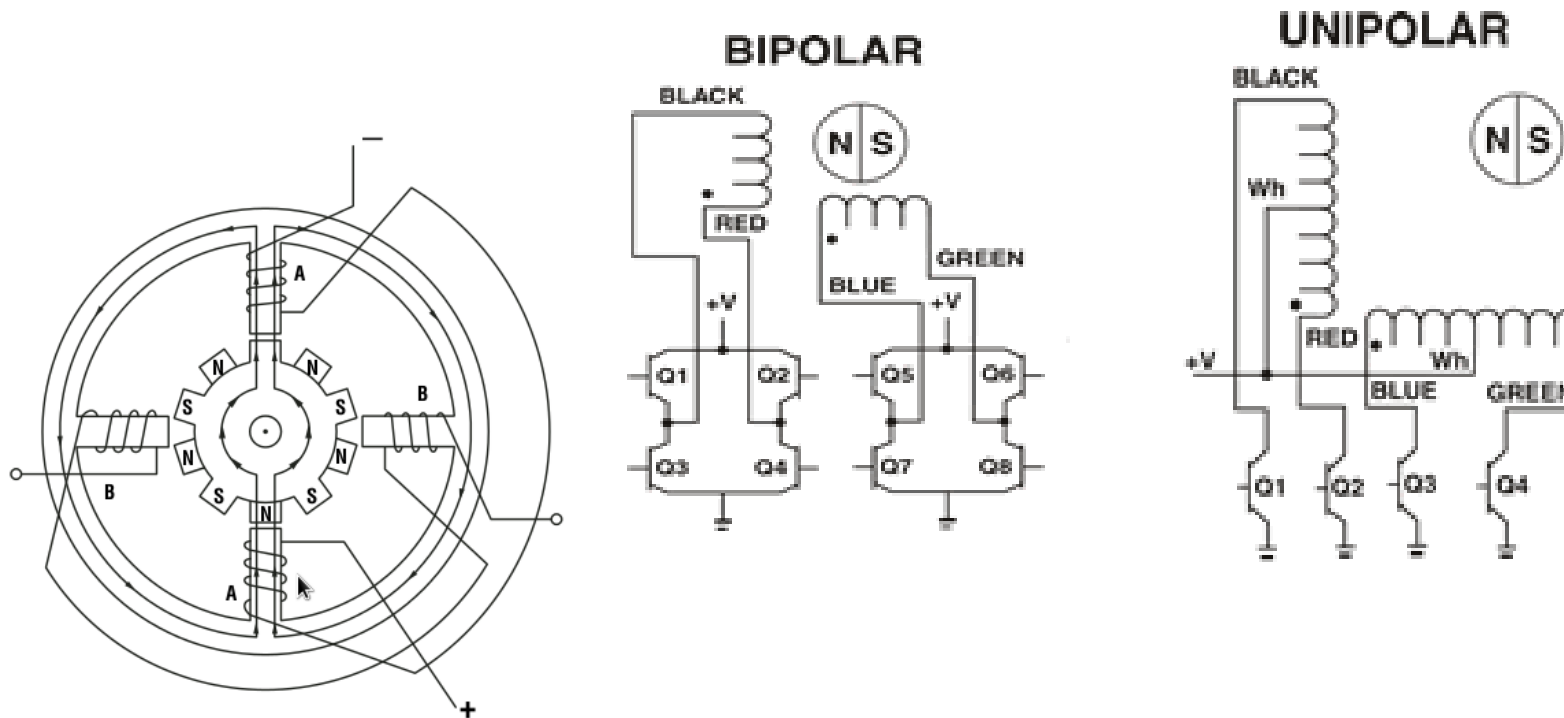 −
A
N
N
S
S
B
N
N
B
S
S
N
A
+
BIPOLAR
BLACK
N S
RED
GREEN
BLUE
+V
+V
Q1
Q2
Q5
Q6
Q3
Q4
Q7
Q8
UNIPOLAR
BLACK
N S
Wh
RED
Wh
+V
BLUE
GREEN
Q1
Q2
Q3
Q4